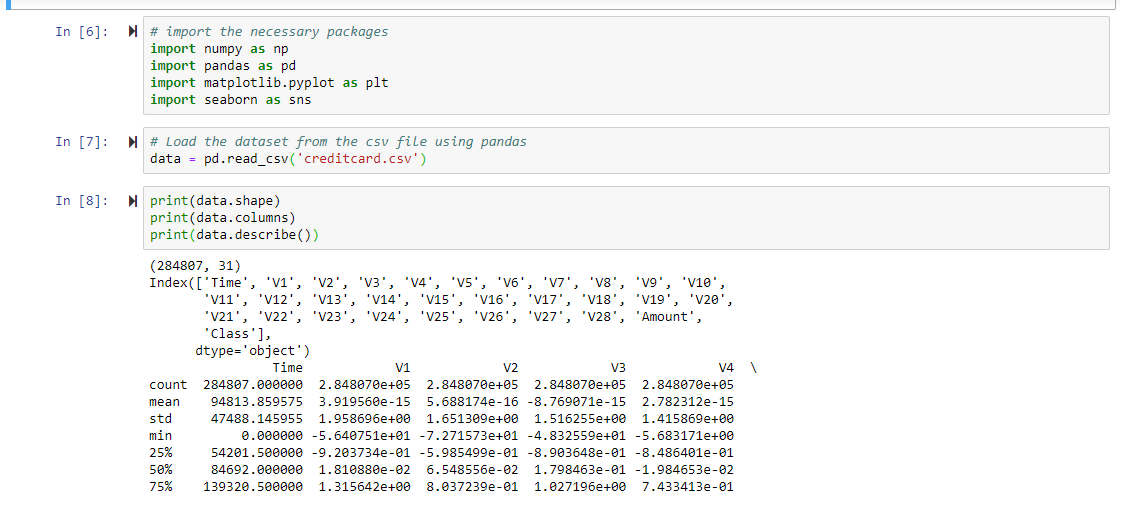 In [6]: # import the necessary packages
import numpy as np
import pandas as pd
import matplotlib.pyplot as plt
import seaborn as sns
In [7]: # Load the dataset from the csv file using pandas
data = pd.read_csv('creditcard.csv')
In [8]: print(data.shape)
print(data.columns)
print(data.describe())
(284807, 31)
Index(['Time', 'V1', 'V2', 'V3', 'V4', 'V5', 'V6', 'V7', 'V8', 'V9', 'V10',
'V11', 'V12', 'V13', 'V14', 'V15', 'V16', 'V17', 'V18', 'V19', 'V20',
'V21', 'V22', 'V23', 'V24', 'V25', 'V26', 'V27', 'V28', 'Amount',
'Class'],
dtype='object')
Time V1 V2 V3 V4 \
count 284807.000000 2.848070e+05 2.848070e+05 2.848070e+05 2.848070e+05
mean 94813.859575 3.919560e-15 5.688174e-16 -8.769071e-15 2.782312e-15
std 47488.145955 1.958696e+00 1.651309e+00 1.516255e+00 1.415869e+00
min 0.000000 -5.640751e+01 -7.271573e+01 -4.832559e+01 -5.683171e+00
25% 54201.500000 -9.203734e-01 -5.985499e-01 -8.903648e-01 -8.486401e-01
50% 84692.000000 1.810880e-02 6.548556e-02 1.798463e-01 -1.984653e-02
75% 139320.500000 1.315642e+00 8.037239e-01 1.027196e+00 7.433413e-01